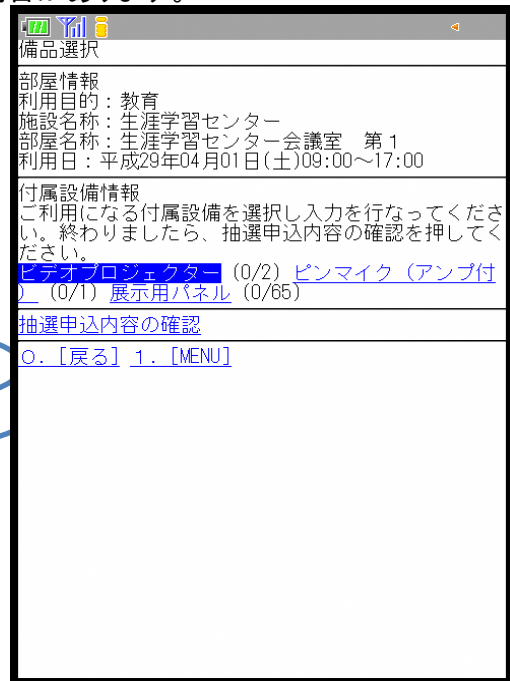 備品選択
部屋情報
利用目的：教育
施設名称：生涯学習センター
部屋名称：生涯学習センター会議室　第１
利用日：平成29年04月01日(土)09:00～17:00
付属設備情報
ご利用になる付属設備を選択し入力を行なってくださ
い。終わりましたら、抽選申込内容の確認を押してく
ださい。
ビデオプロジェクター (0/2) ピンマイク（アンプ付
） (0/1) 展示用パネル (0/65)
抽選申込内容の確認
0. [戻る] 1. [MENU]